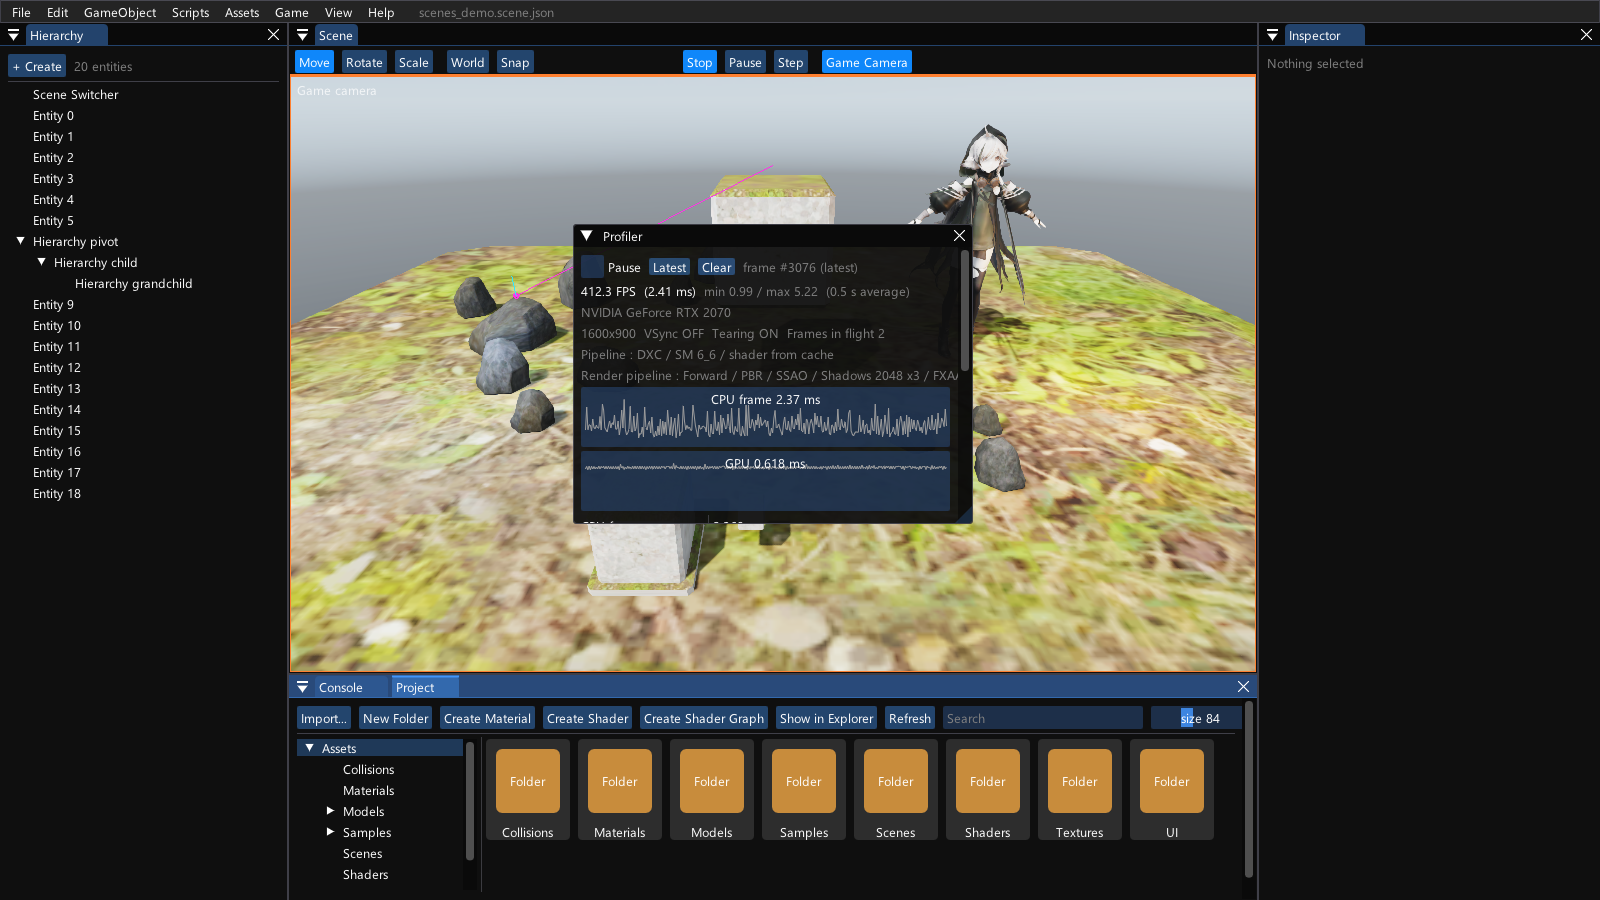 File Edit GameObject Scripts Assets Game View Help scenes_demo.scene.json
Hierarchy
+ Create 20 entities
Scene Switcher
Entity 0
Entity 1
Entity 2
Entity 3
Entity 4
Entity 5
Hierarchy pivot
Hierarchy child
Hierarchy grandchild
Entity 9
Entity 10
Entity 11
Entity 12
Entity 13
Entity 14
Entity 15
Entity 16
Entity 17
Entity 18
Scene
Move Rotate Scale World Snap Stop Pause Step Game Camera
Game camera
Profiler
Pause Latest Clear frame #3076 (latest)
412.3 FPS (2.41 ms) min 0.99 / max 5.22 (0.5 s average)
NVIDIA GeForce RTX 2070
1600x900 VSync OFF Tearing ON Frames in flight 2
Pipeline : DXC / SM 6_6 / shader from cache
Render pipeline : Forward / PBR / SSAO / Shadows 2048 x3 / FXAA
CPU frame 2.37 ms
GPU 0.618 ms
Inspector
Nothing selected
Console Project
Import... New Folder Create Material Create Shader Create Shader Graph Show in Explorer Refresh Search size 84
Assets
Collisions
Materials
Models
Samples
Scenes
Shaders
Folder Folder Folder Folder Folder Folder Folder Folder
Collisions Materials Models Samples Scenes Shaders Textures UI